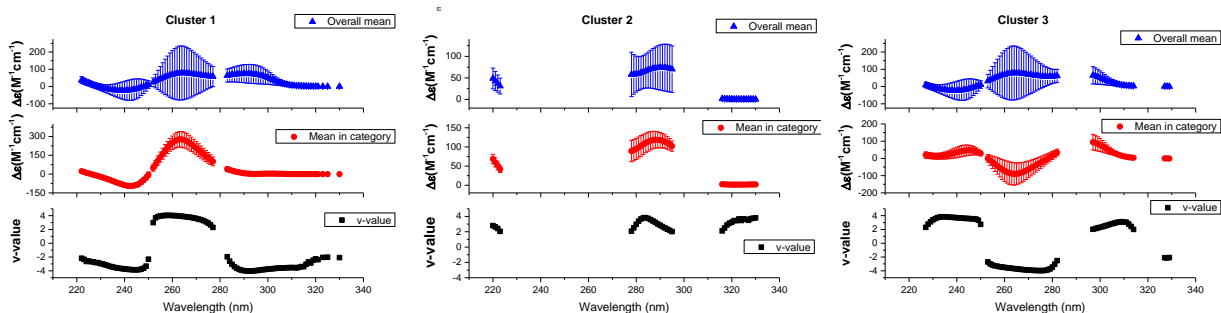 Cluster 1
Overall mean
Δε(M⁻¹cm⁻¹)
200
100
0
-100
Mean in category
Δε(M⁻¹cm⁻¹)
300
150
0
-150
v-value
v-value
4
2
0
-2
-4
220 240 260 280 300 320 340
Wavelength (nm)
Cluster 2
Overall mean
Δε(M⁻¹cm⁻¹)
100
50
0
Mean in category
Δε(M⁻¹cm⁻¹)
150
100
50
0
v-value
v-value
4
2
0
-2
-4
220 240 260 280 300 320 340
Wavelength (nm)
Cluster 3
Overall mean
Δε(M⁻¹cm⁻¹)
200
100
0
-100
Mean in category
Δε(M⁻¹cm⁻¹)
200
100
0
-100
-200
v-value
v-value
4
2
0
-2
-4
220 240 260 280 300 320 340
Wavelength (nm)